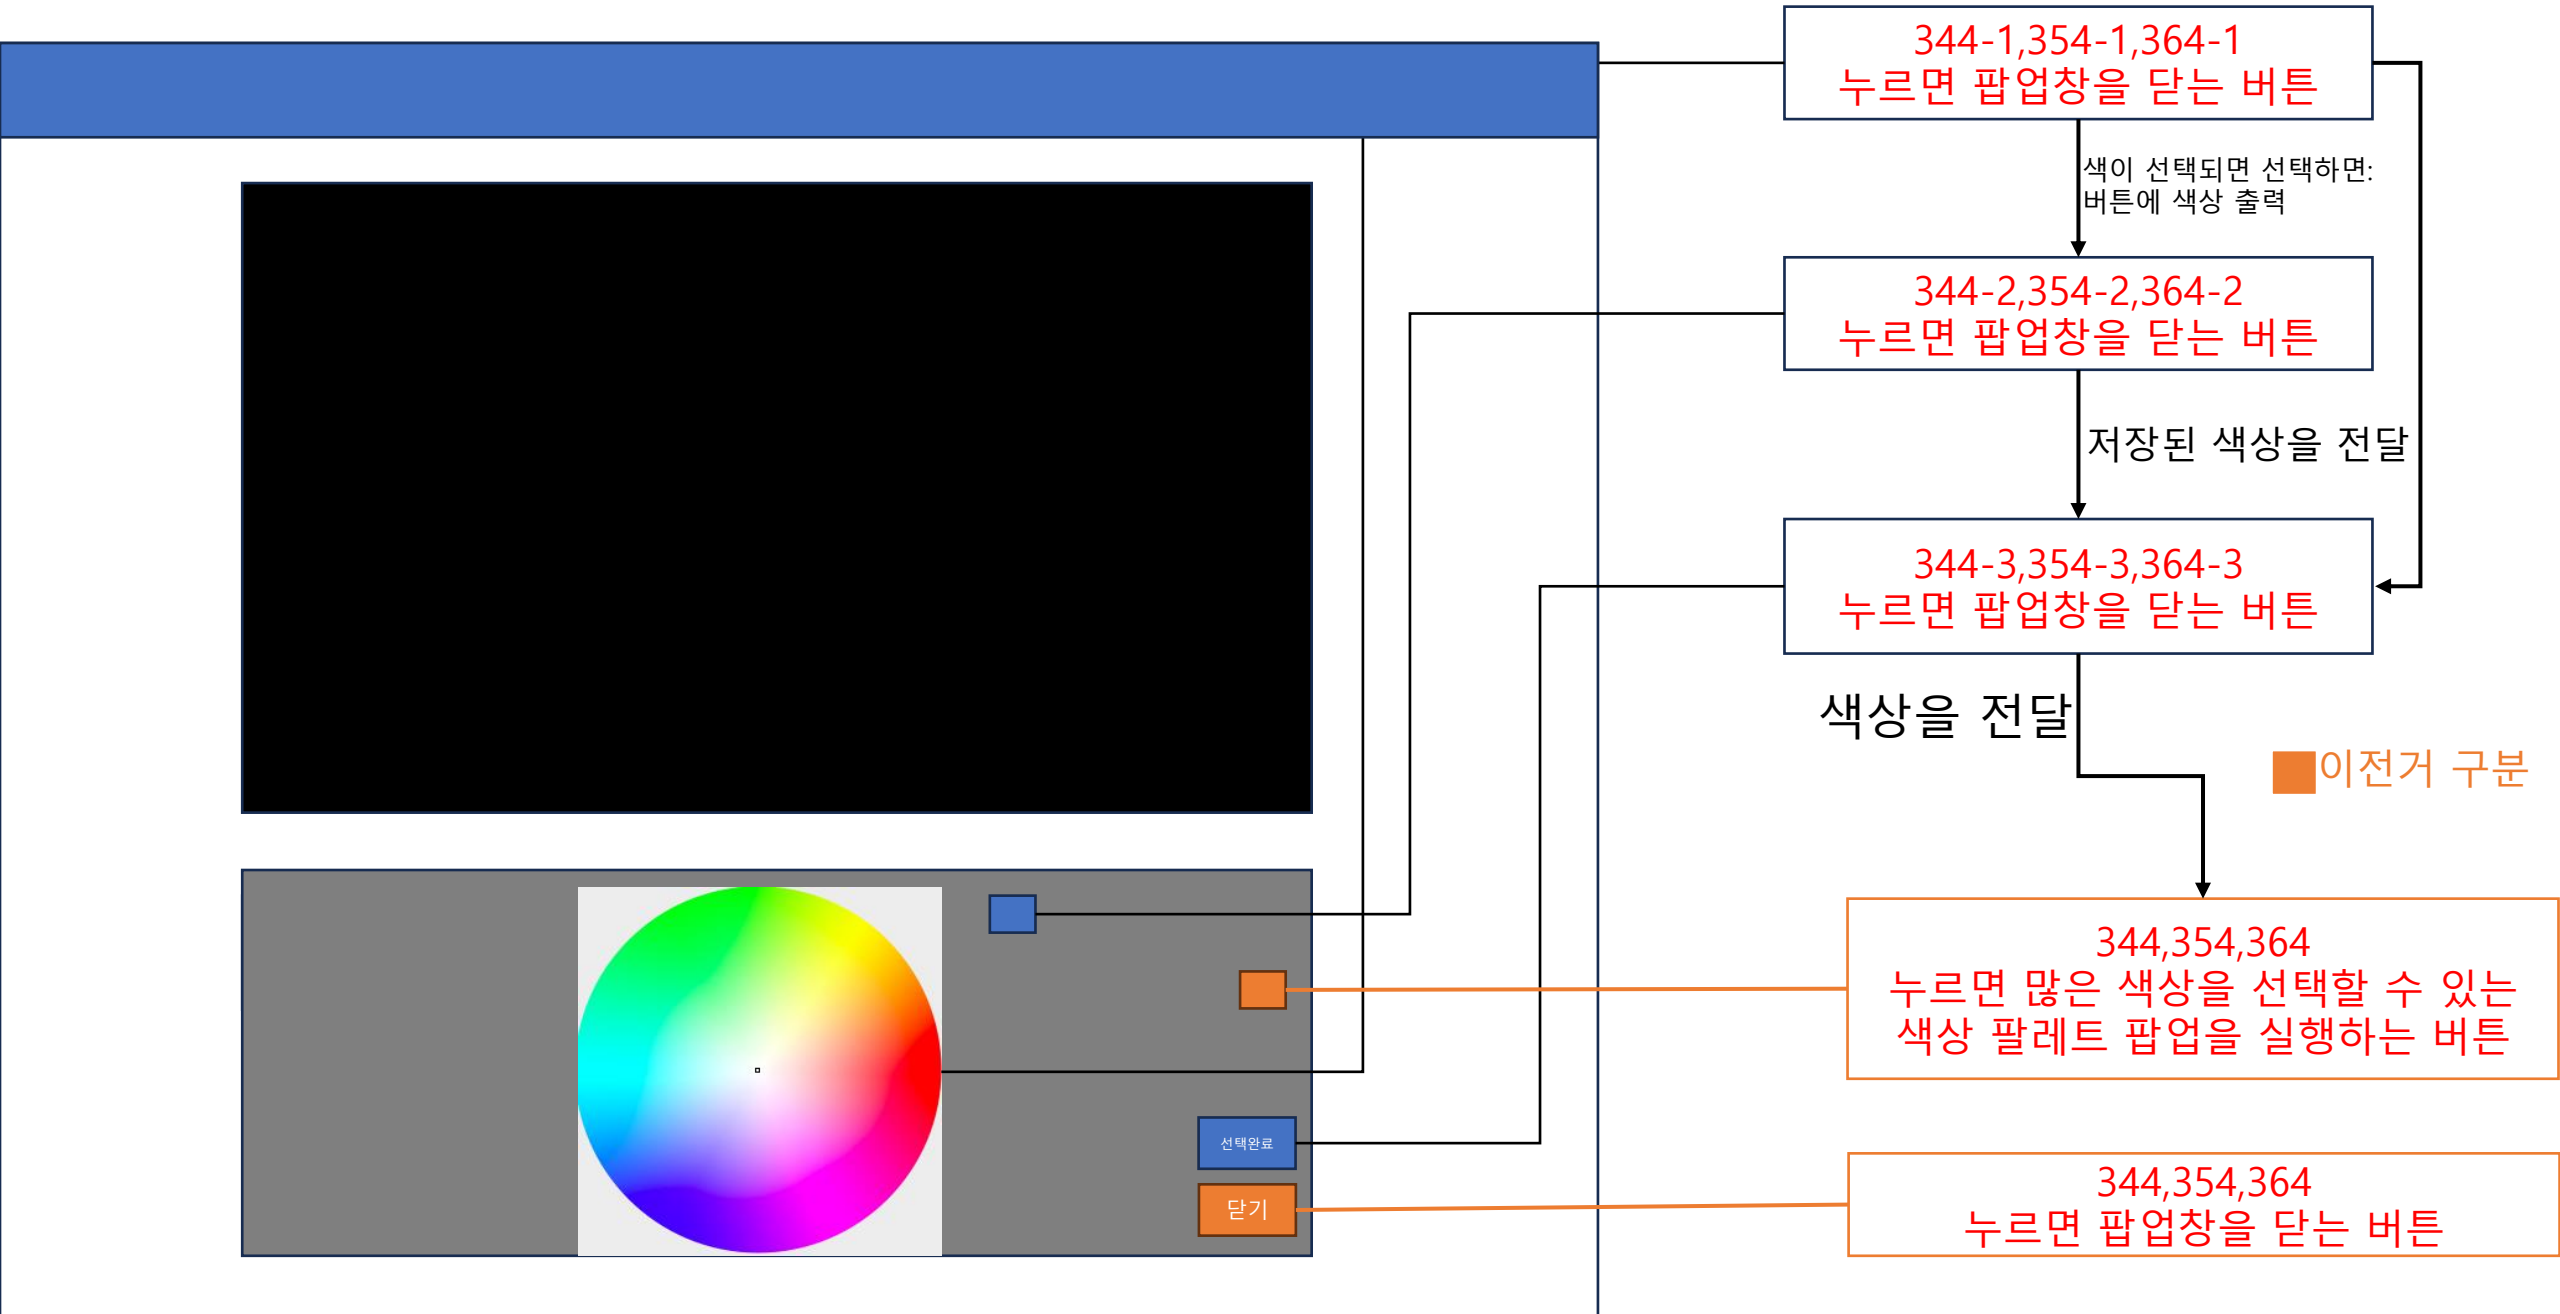 344-1,354-1,364-1
누르면 팝업창을 닫는 버튼
색이 선택되면 선택하면:
버튼에 색상 출력
344-2,354-2,364-2
누르면 팝업창을 닫는 버튼
저장된 색상을 전달
344-3,354-3,364-3
누르면 팝업창을 닫는 버튼
색상을 전달
이전거 구분
344,354,364
누르면 많은 색상을 선택할 수 있는
색상 팔레트 팝업을 실행하는 버튼
선택완료
닫기
344,354,364
누르면 팝업창을 닫는 버튼